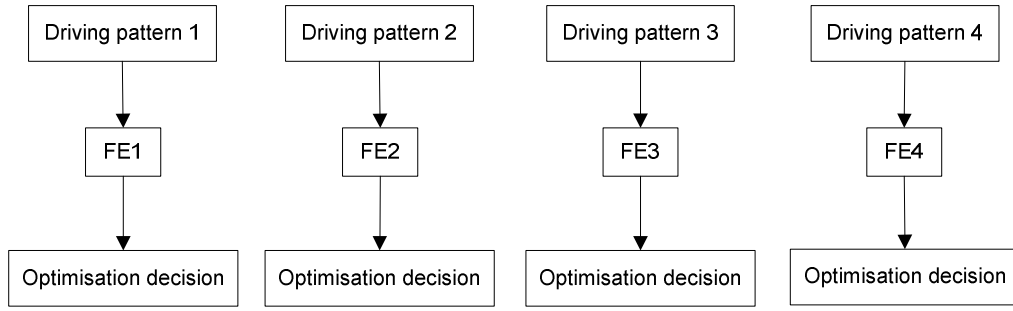 Driving pattern 1
Driving pattern 2
Driving pattern 3
Driving pattern 4
FE1
FE2
FE3
FE4
Optimisation decision
Optimisation decision
Optimisation decision
Optimisation decision